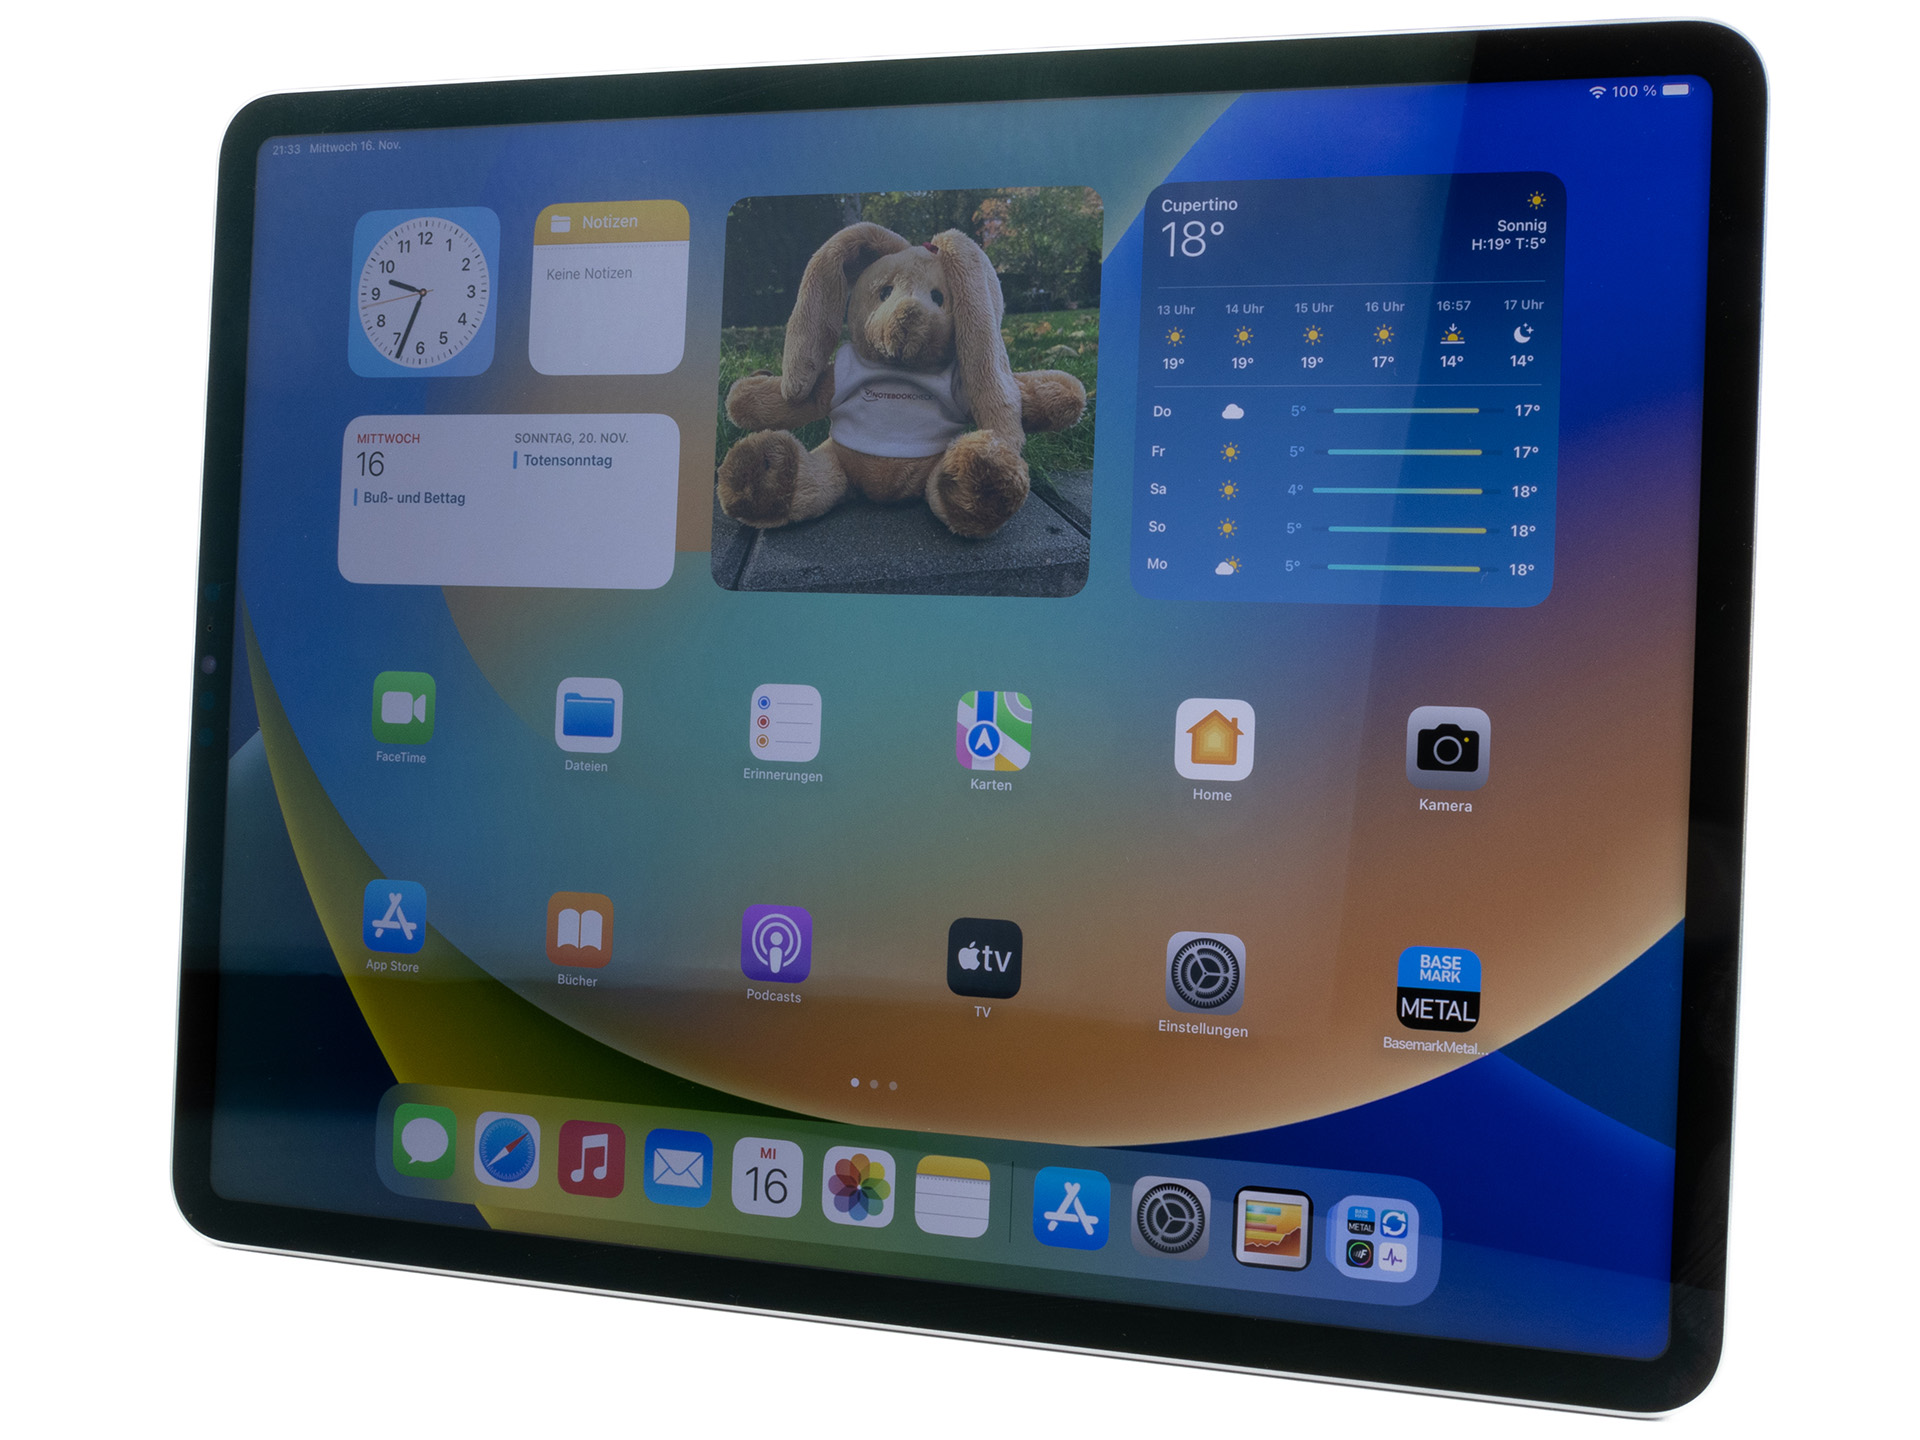 21:33 Mittwoch 16. Nov.
100 %
12
1
2
3
4
5
6
7
8
9
10
11
Notizen
Keine Notizen
MITTWOCH
16
Buß- und Bettag
SONNTAG, 20. NOV.
Totensonntag
NOTEBOOKCHECK
Cupertino
18°
Sonnig
H:19° T:5°
13 Uhr 14 Uhr 15 Uhr 16 Uhr 16:57 17 Uhr
19° 19° 19° 17° 14° 14°
Do 5° 17°
Fr 5° 17°
Sa 4° 18°
So 5° 18°
Mo 5° 18°
FaceTime
Dateien
Erinnerungen
Karten
Home
Kamera
App Store
Bücher
Podcasts
tv
TV
Einstellungen
BASE
MARK
METAL
BasemarkMetal...
MI
16
BASE
MARK
METAL
F